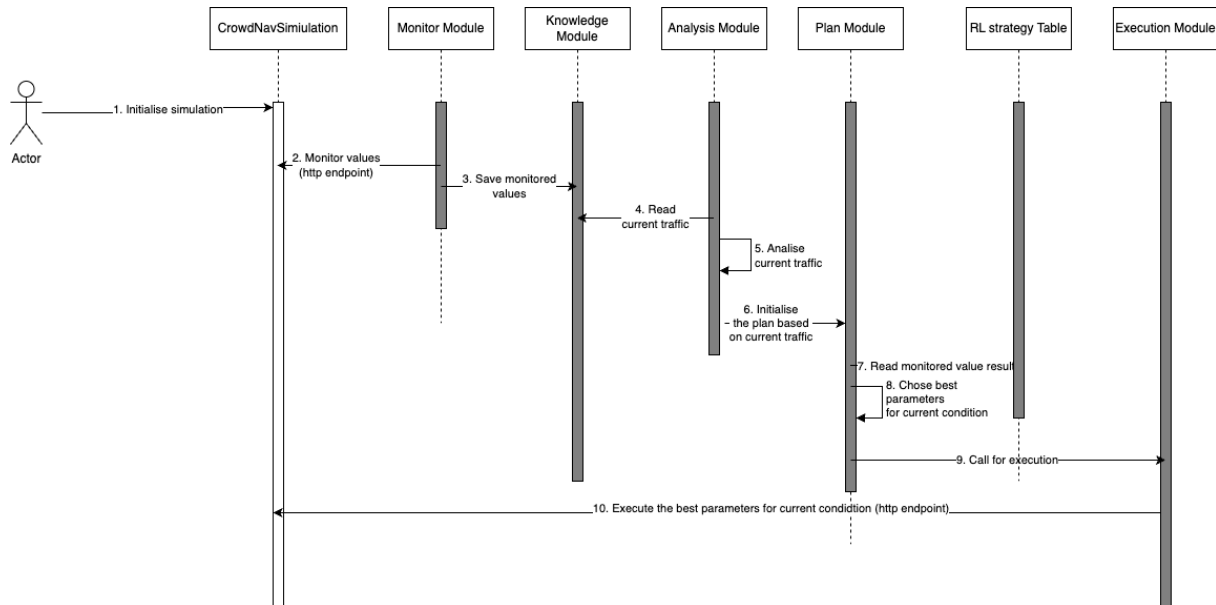 CrowdNavSimiulation
Monitor Module
Knowledge
Module
Analysis Module
Plan Module
RL strategy Table
Execution Module
Actor
1. Initialise simulation
2. Monitor values
(http endpoint)
3. Save monitored
values
4. Read
current traffic
5. Analise
current traffic
6. Initialise
the plan based
on current traffic
7. Read monitored value result
8. Chose best
parameters
for current condition
9. Call for execution
10. Execute the best parameters for current condidtion (http endpoint)